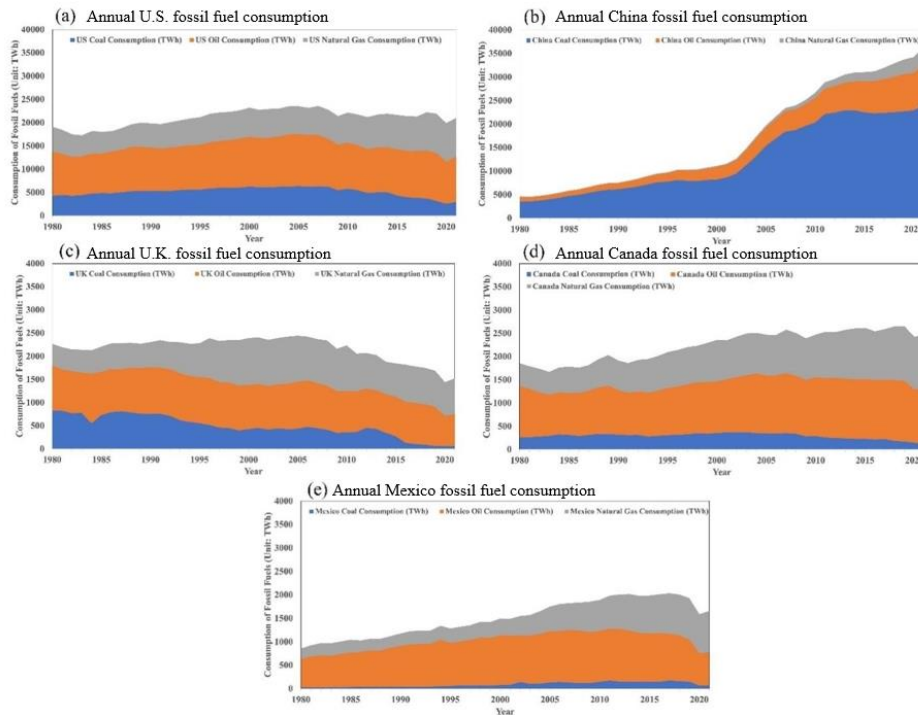 (a) Annual U.S. fossil fuel consumption
US Coal Consumption (TWh) US Oil Consumption (TWh) US Natural Gas Consumption (TWh)
Consumption of Fossil Fuels (Unit: TWh)
40000
35000
30000
25000
20000
15000
10000
5000
0
1980 1985 1990 1995 2000 2005 2010 2015 2020
Year
(b) Annual China fossil fuel consumption
China Coal Consumption (TWh) China Oil Consumption (TWh) China Natural Gas Consumption (TWh)
Consumption of Fossil Fuels (Unit: TWh)
40000
35000
30000
25000
20000
15000
10000
5000
0
1980 1985 1990 1995 2000 2005 2010 2015 2020
Year
(c) Annual U.K. fossil fuel consumption
UK Coal Consumption (TWh) UK Oil Consumption (TWh) UK Natural Gas Consumption (TWh)
Consumption of Fossil Fuels (Unit: TWh)
4000
3500
3000
2500
2000
1500
1000
500
0
1980 1985 1990 1995 2000 2005 2010 2015 2020
Year
(d) Annual Canada fossil fuel consumption
Canada Coal Consumption (TWh) Canada Oil Consumption (TWh)
Canada Natural Gas Consumption (TWh)
Consumption of Fossil Fuels (Unit: TWh)
4000
3500
3000
2500
2000
1500
1000
500
0
1980 1985 1990 1995 2000 2005 2010 2015 2020
Year
(e) Annual Mexico fossil fuel consumption
Mexico Coal Consumption (TWh) Mexico Oil Consumption (TWh) Mexico Natural Gas Consumption (TWh)
Consumption of Fossil Fuels (Unit: TWh)
4000
3500
3000
2500
2000
1500
1000
500
0
1980 1985 1990 1995 2000 2005 2010 2015 2020
Year